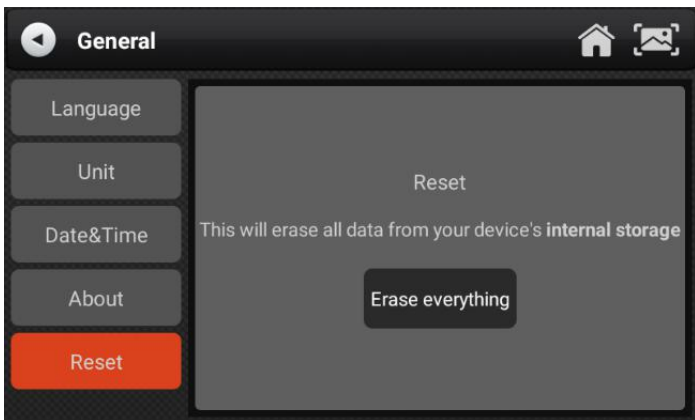 General
Language
Unit
Date&Time
About
Reset
Reset
This will erase all data from your device's internal storage
Erase everything